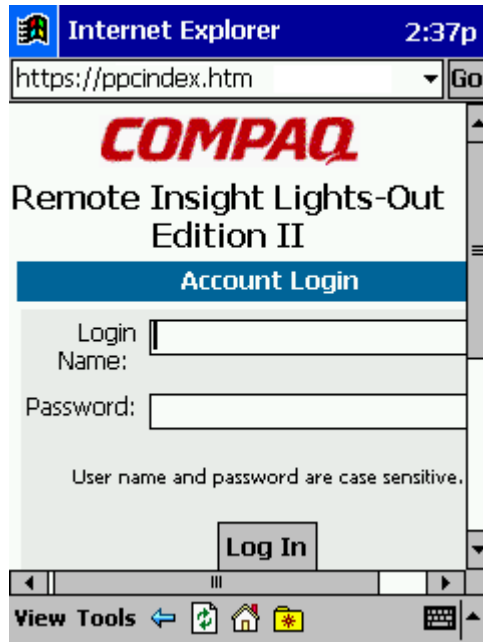 Internet Explorer 2:37p
https://ppcindex.htm Go
COMPAQ
Remote Insight Lights-Out
Edition II
Account Login
Login
Name:
Password:
User name and password are case sensitive.
Log In
View Tools